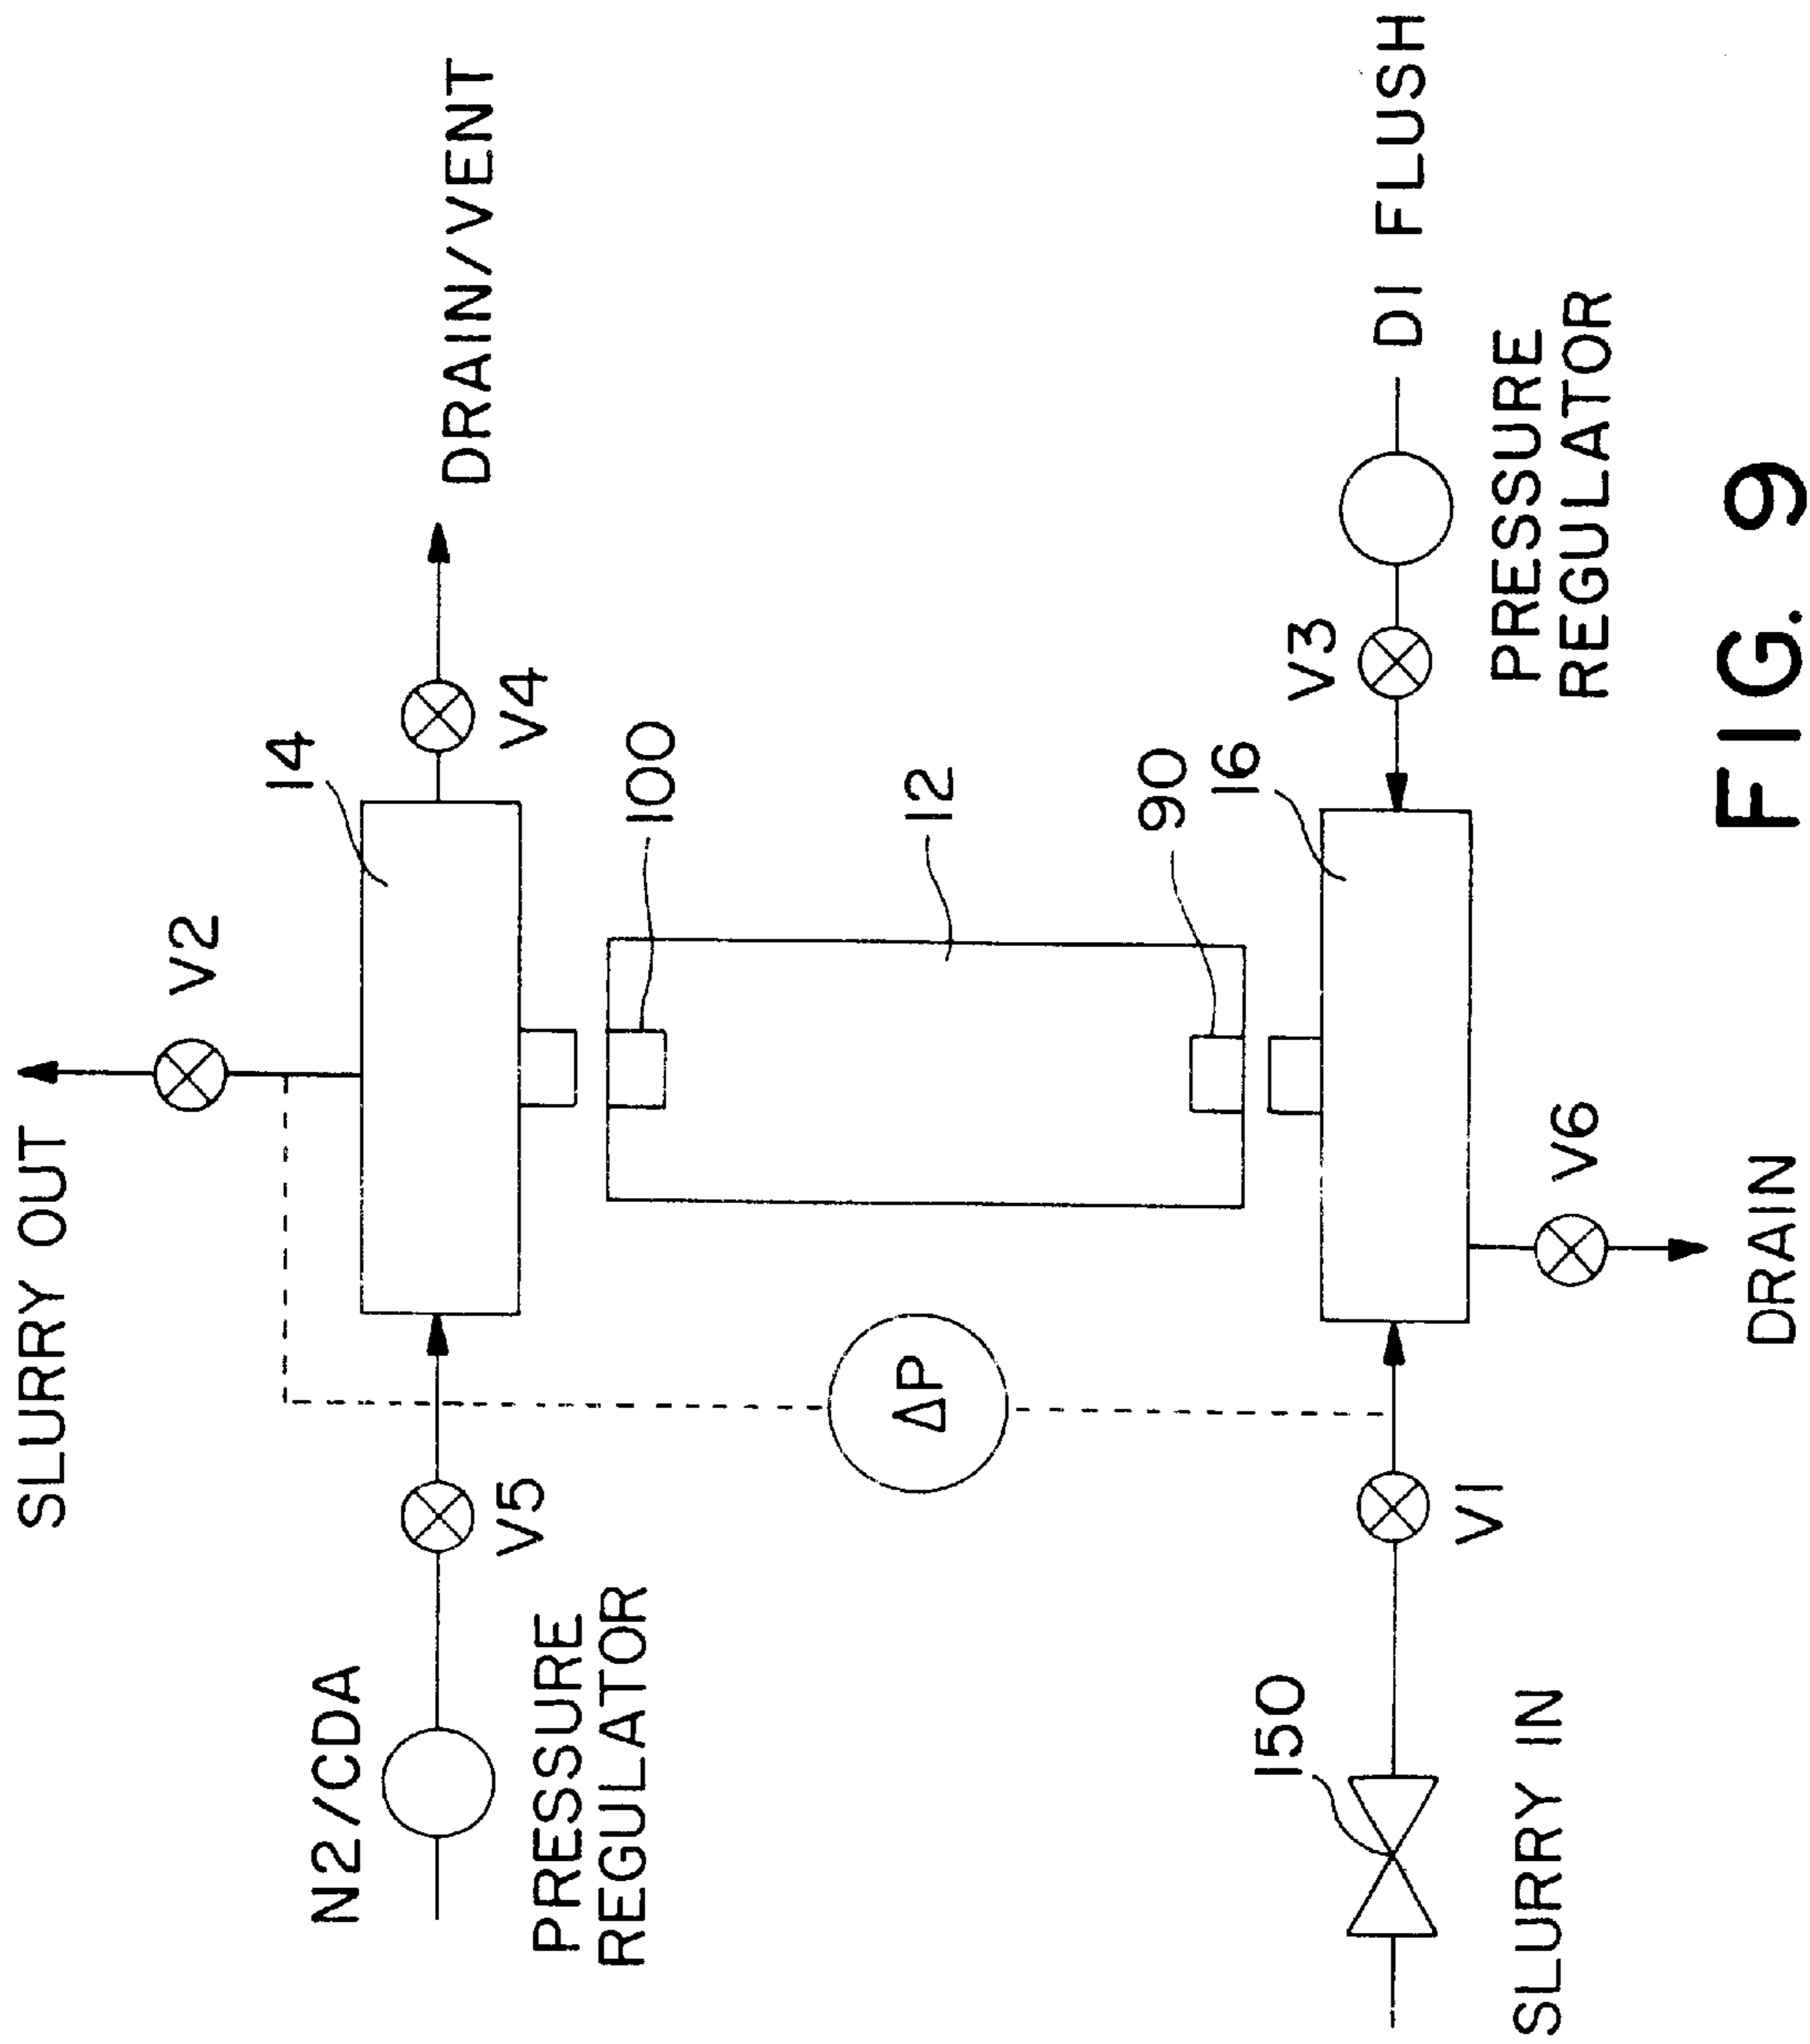 SLURRY OUT
V2
N2/CDA
PRESSURE
REGULATOR
V5
14
V4
DRAIN/VENT
100
12
ΔP
90
16
150
SLURRY IN
V1
V6
DRAIN
V3
PRESSURE
REGULATOR
DI FLUSH
FIG. 9